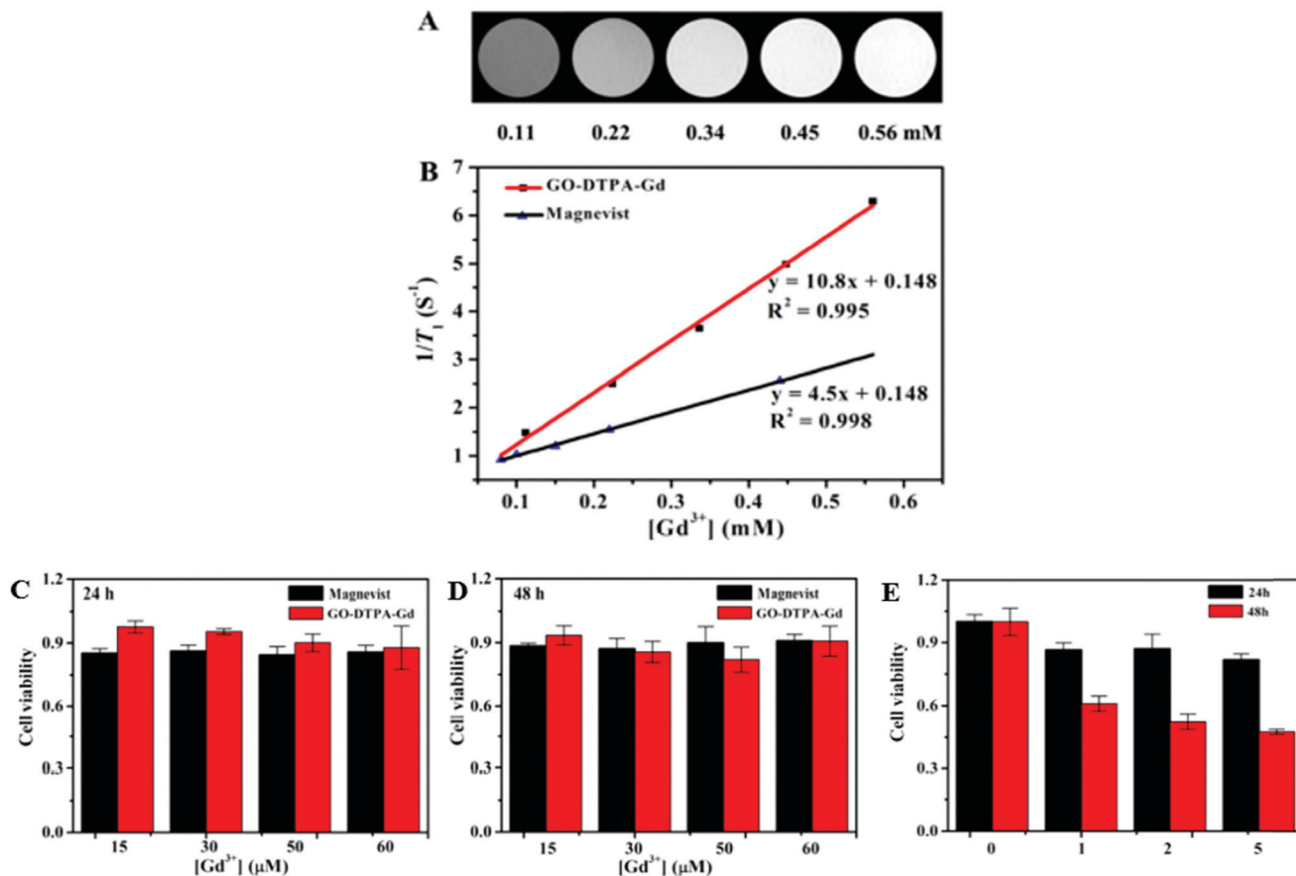 A
0.11 0.22 0.34 0.45 0.56 mM
B
7
6
5
4
3
2
1
1/T₁ (S⁻¹)
GO-DTPA-Gd
Magnevist
y = 10.8x + 0.148
R² = 0.995
y = 4.5x + 0.148
R² = 0.998
0.1 0.2 0.3 0.4 0.5 0.6
[Gd³⁺] (mM)
C
24 h
Magnevist
GO-DTPA-Gd
1.2
0.9
0.6
0.3
0.0
Cell viability
15 30 50 60
[Gd³⁺] (μM)
D
48 h
Magnevist
GO-DTPA-Gd
1.2
0.9
0.6
0.3
0.0
Cell viability
15 30 50 60
[Gd³⁺] (μM)
E
24h
48h
1.2
0.9
0.6
0.3
0.0
Cell viability
0 1 2 5